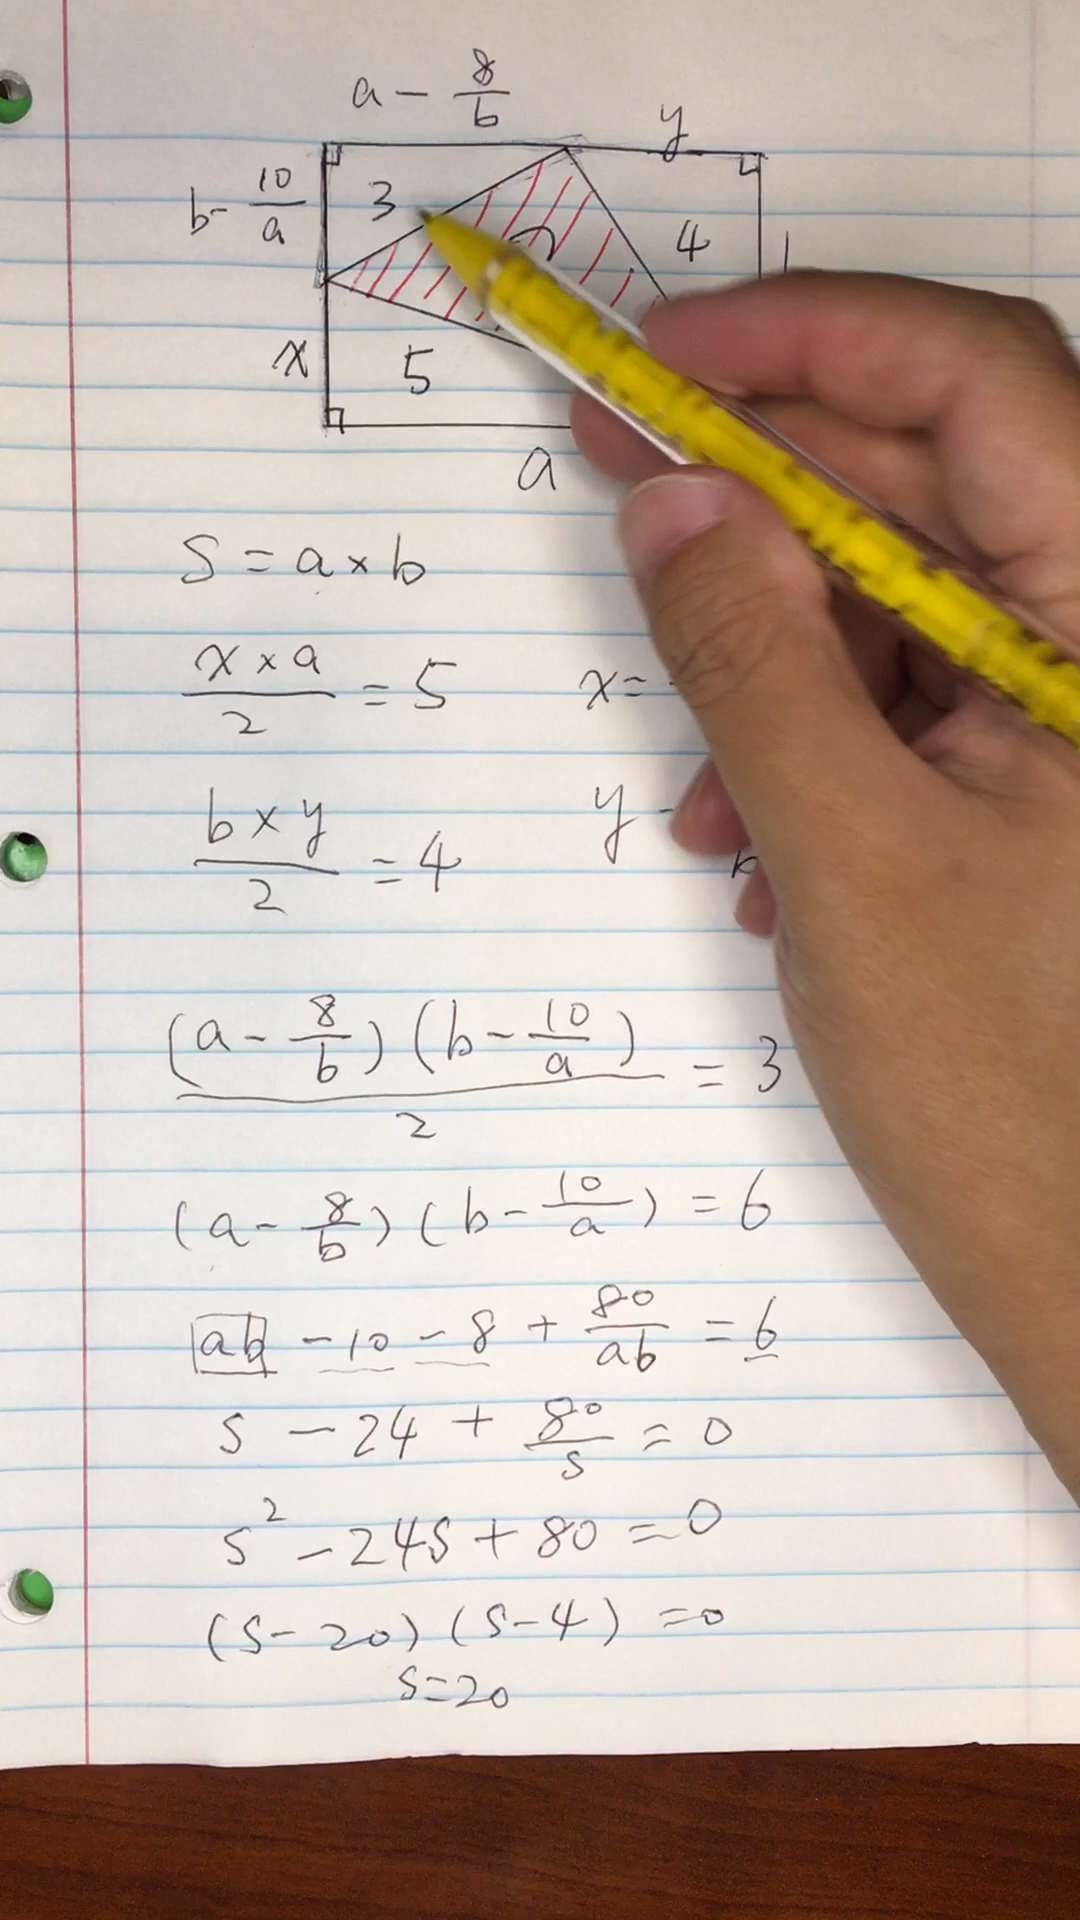 a - 8/b
y
b - 10/a
3
4
x
5
a
S = a × b
x × a / 2 = 5
x =
b × y / 2 = 4
y
b
(a - 8/b)(b - 10/a) / 2 = 3
(a - 8/b)(b - 10/a) = 6
ab - 10 - 8 + 80/ab = 6
S - 24 + 80/S = 0
S² - 24S + 80 = 0
(S - 20)(S - 4) = 0
S = 20